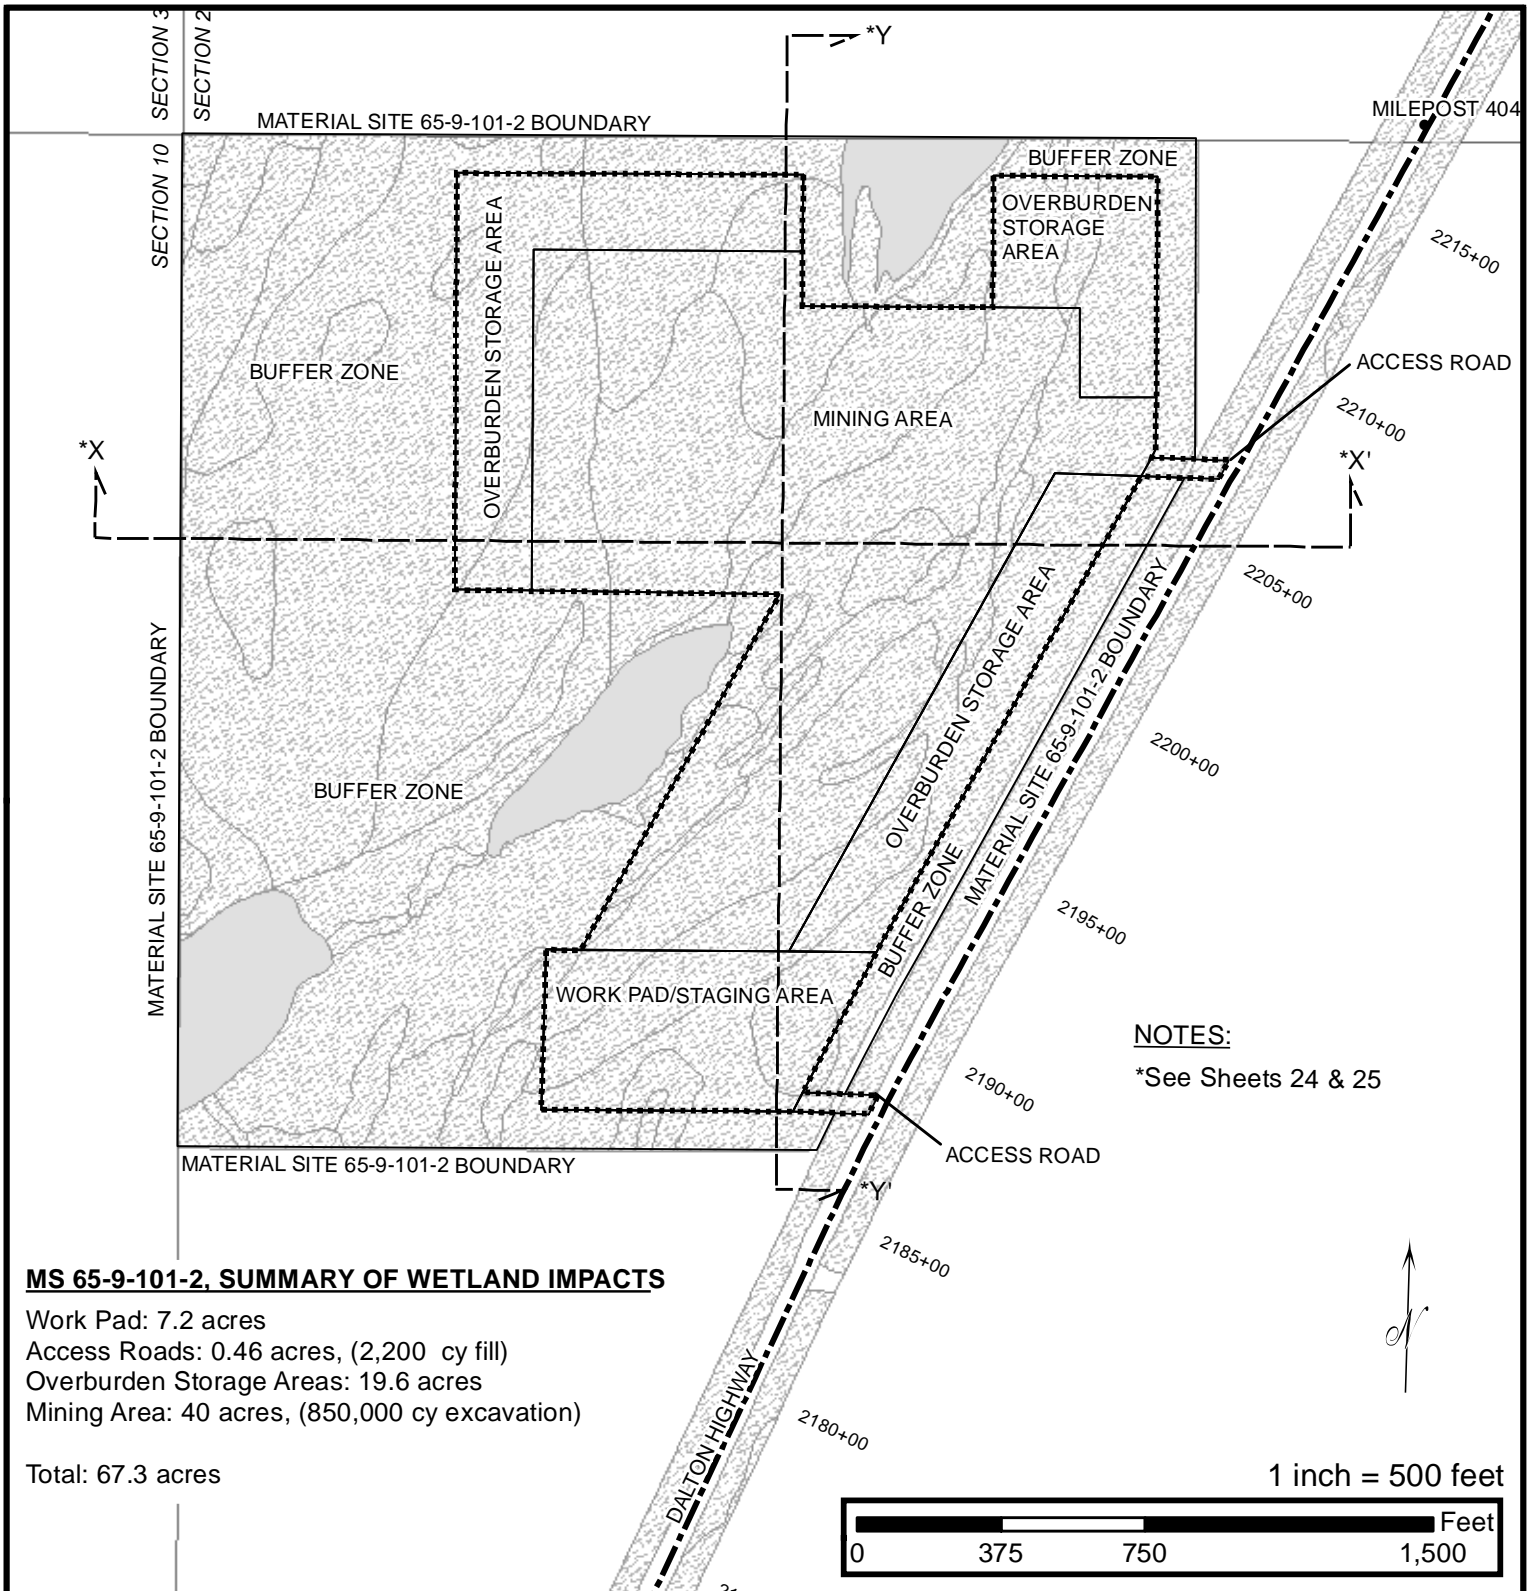 SECTION 3
SECTION 2
*Y
MATERIAL SITE 65-9-101-2 BOUNDARY
MILEPOST 404
SECTION 10
BUFFER ZONE
OVERBURDEN
STORAGE
AREA
OVERBURDEN STORAGE AREA
2215+00
BUFFER ZONE
ACCESS ROAD
MINING AREA
2210+00
*X
*X'
2205+00
OVERBURDEN STORAGE AREA
MATERIAL SITE 65-9-101-2 BOUNDARY
MATERIAL SITE 65-9-101-2 BOUNDARY
2200+00
BUFFER ZONE
BUFFER ZONE
2195+00
WORK PAD/STAGING AREA
NOTES:
*See Sheets 24 & 25
2190+00
ACCESS ROAD
MATERIAL SITE 65-9-101-2 BOUNDARY
*Y'
2185+00
MS 65-9-101-2, SUMMARY OF WETLAND IMPACTS
Work Pad: 7.2 acres
Access Roads: 0.46 acres, (2,200 cy fill)
Overburden Storage Areas: 19.6 acres
Mining Area: 40 acres, (850,000 cy excavation)
Total: 67.3 acres
N
DALTON HIGHWAY
2180+00
1 inch = 500 feet
Feet
0 375 750 1,500